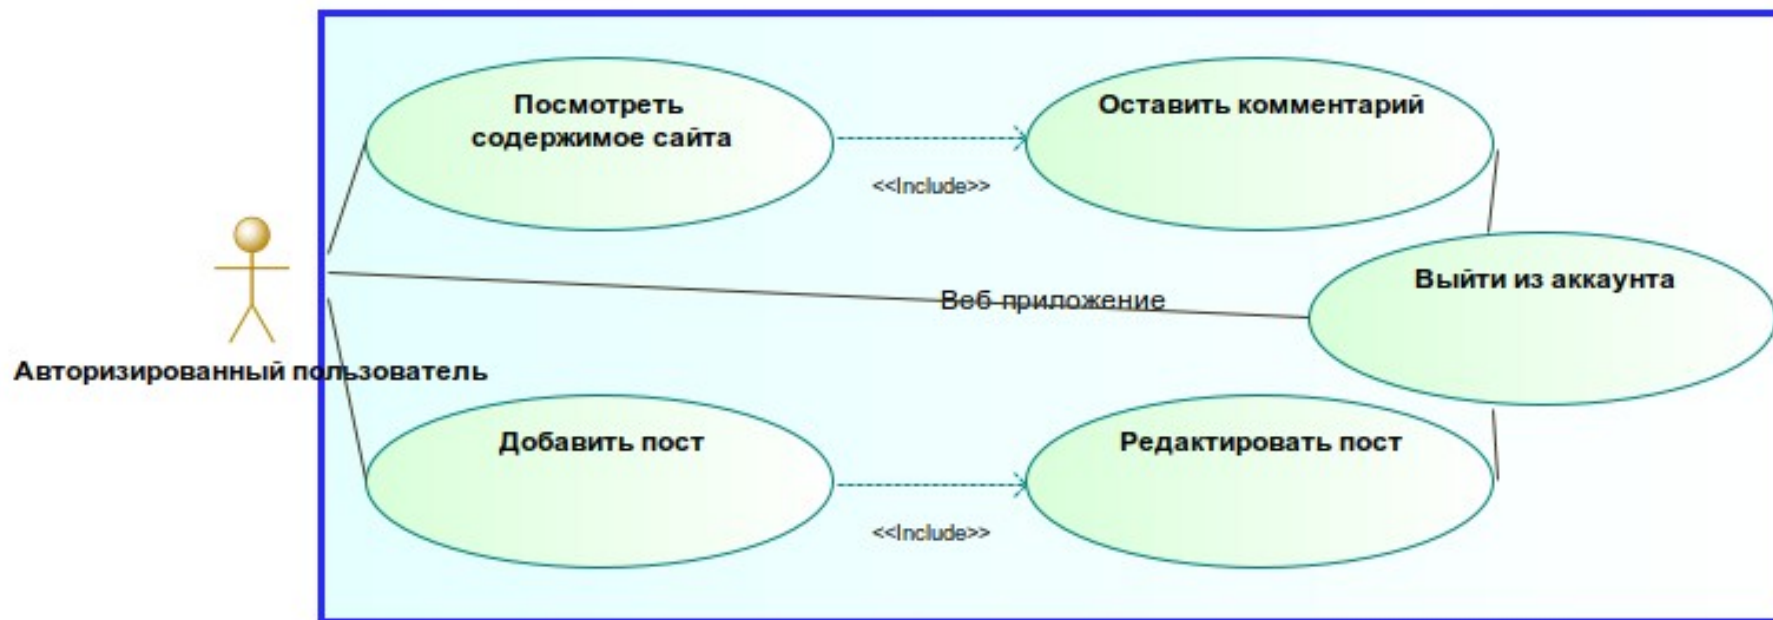 Посмотреть
содержимое сайта
Оставить комментарий
<<Include>>
Выйти из аккаунта
Веб приложение
Авторизированный пользователь
Добавить пост
Редактировать пост
<<Include>>